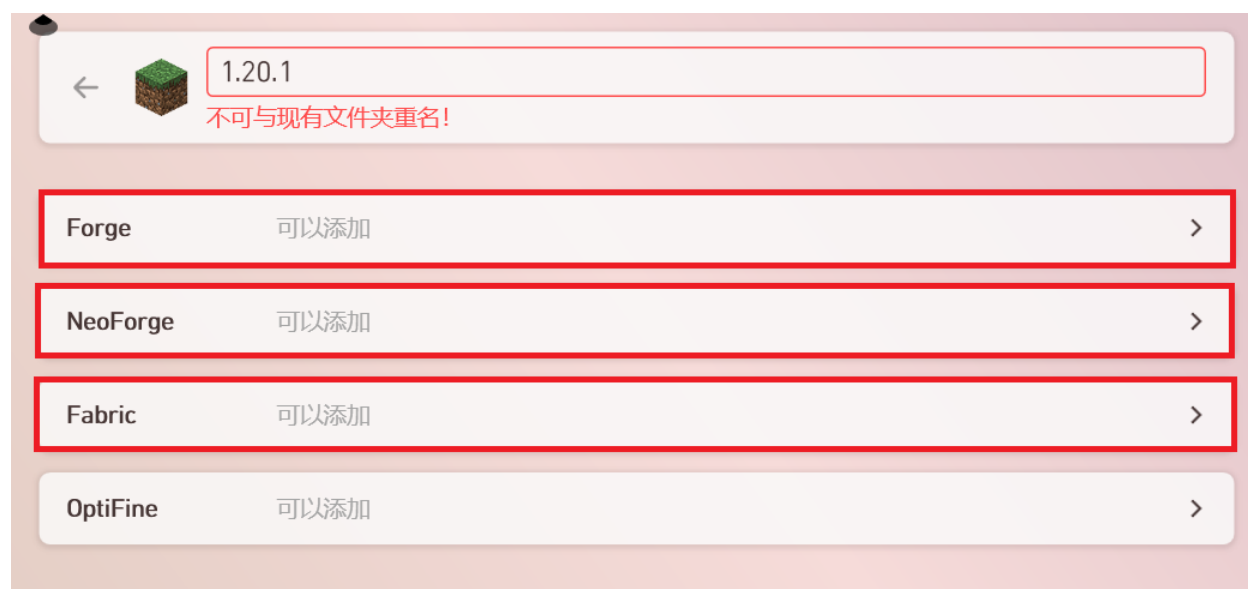 1.20.1
不可与现有文件夹重名!
Forge 可以添加
NeoForge 可以添加
Fabric 可以添加
OptiFine 可以添加